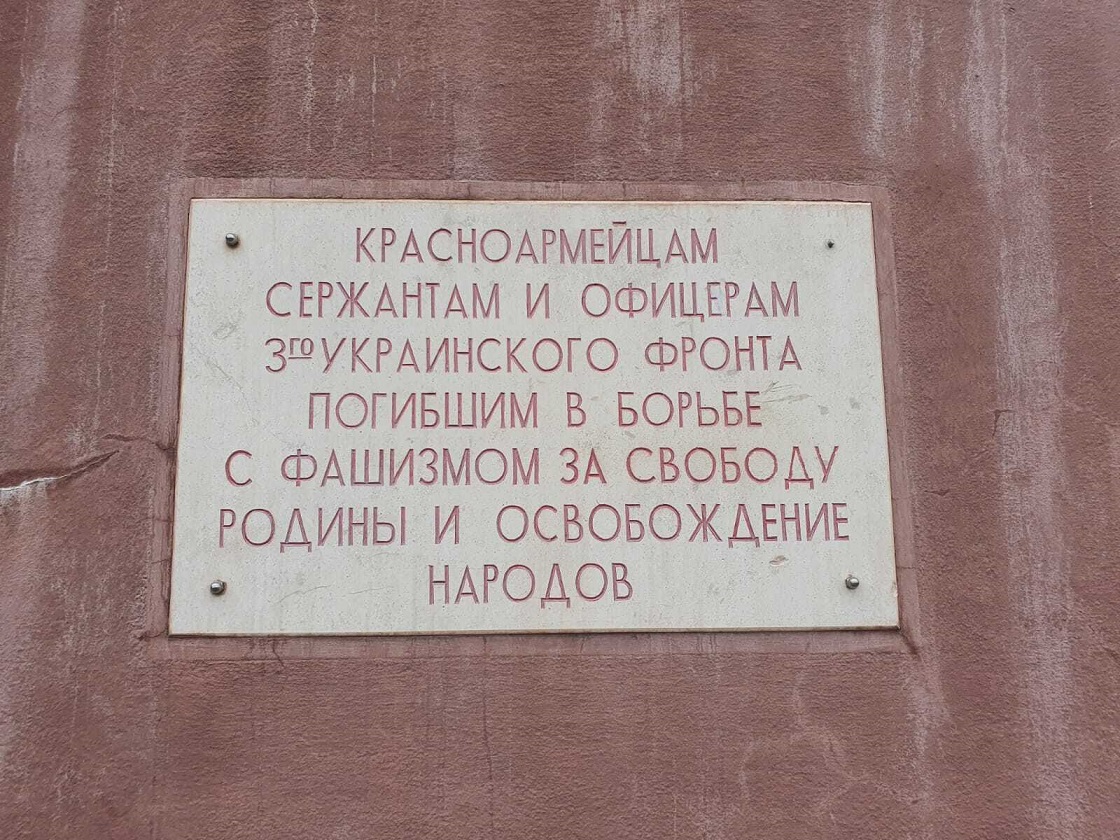 КРАСНОАРМЕЙЦАМ
СЕРЖАНТАМ И ОФИЦЕРАМ
3го УКРАИНСКОГО ФРОНТА
ПОГИБШИМ В БОРЬБЕ
С ФАШИЗМОМ ЗА СВОБОДУ
РОДИНЫ И ОСВОБОЖДЕНИЕ
НАРОДОВ